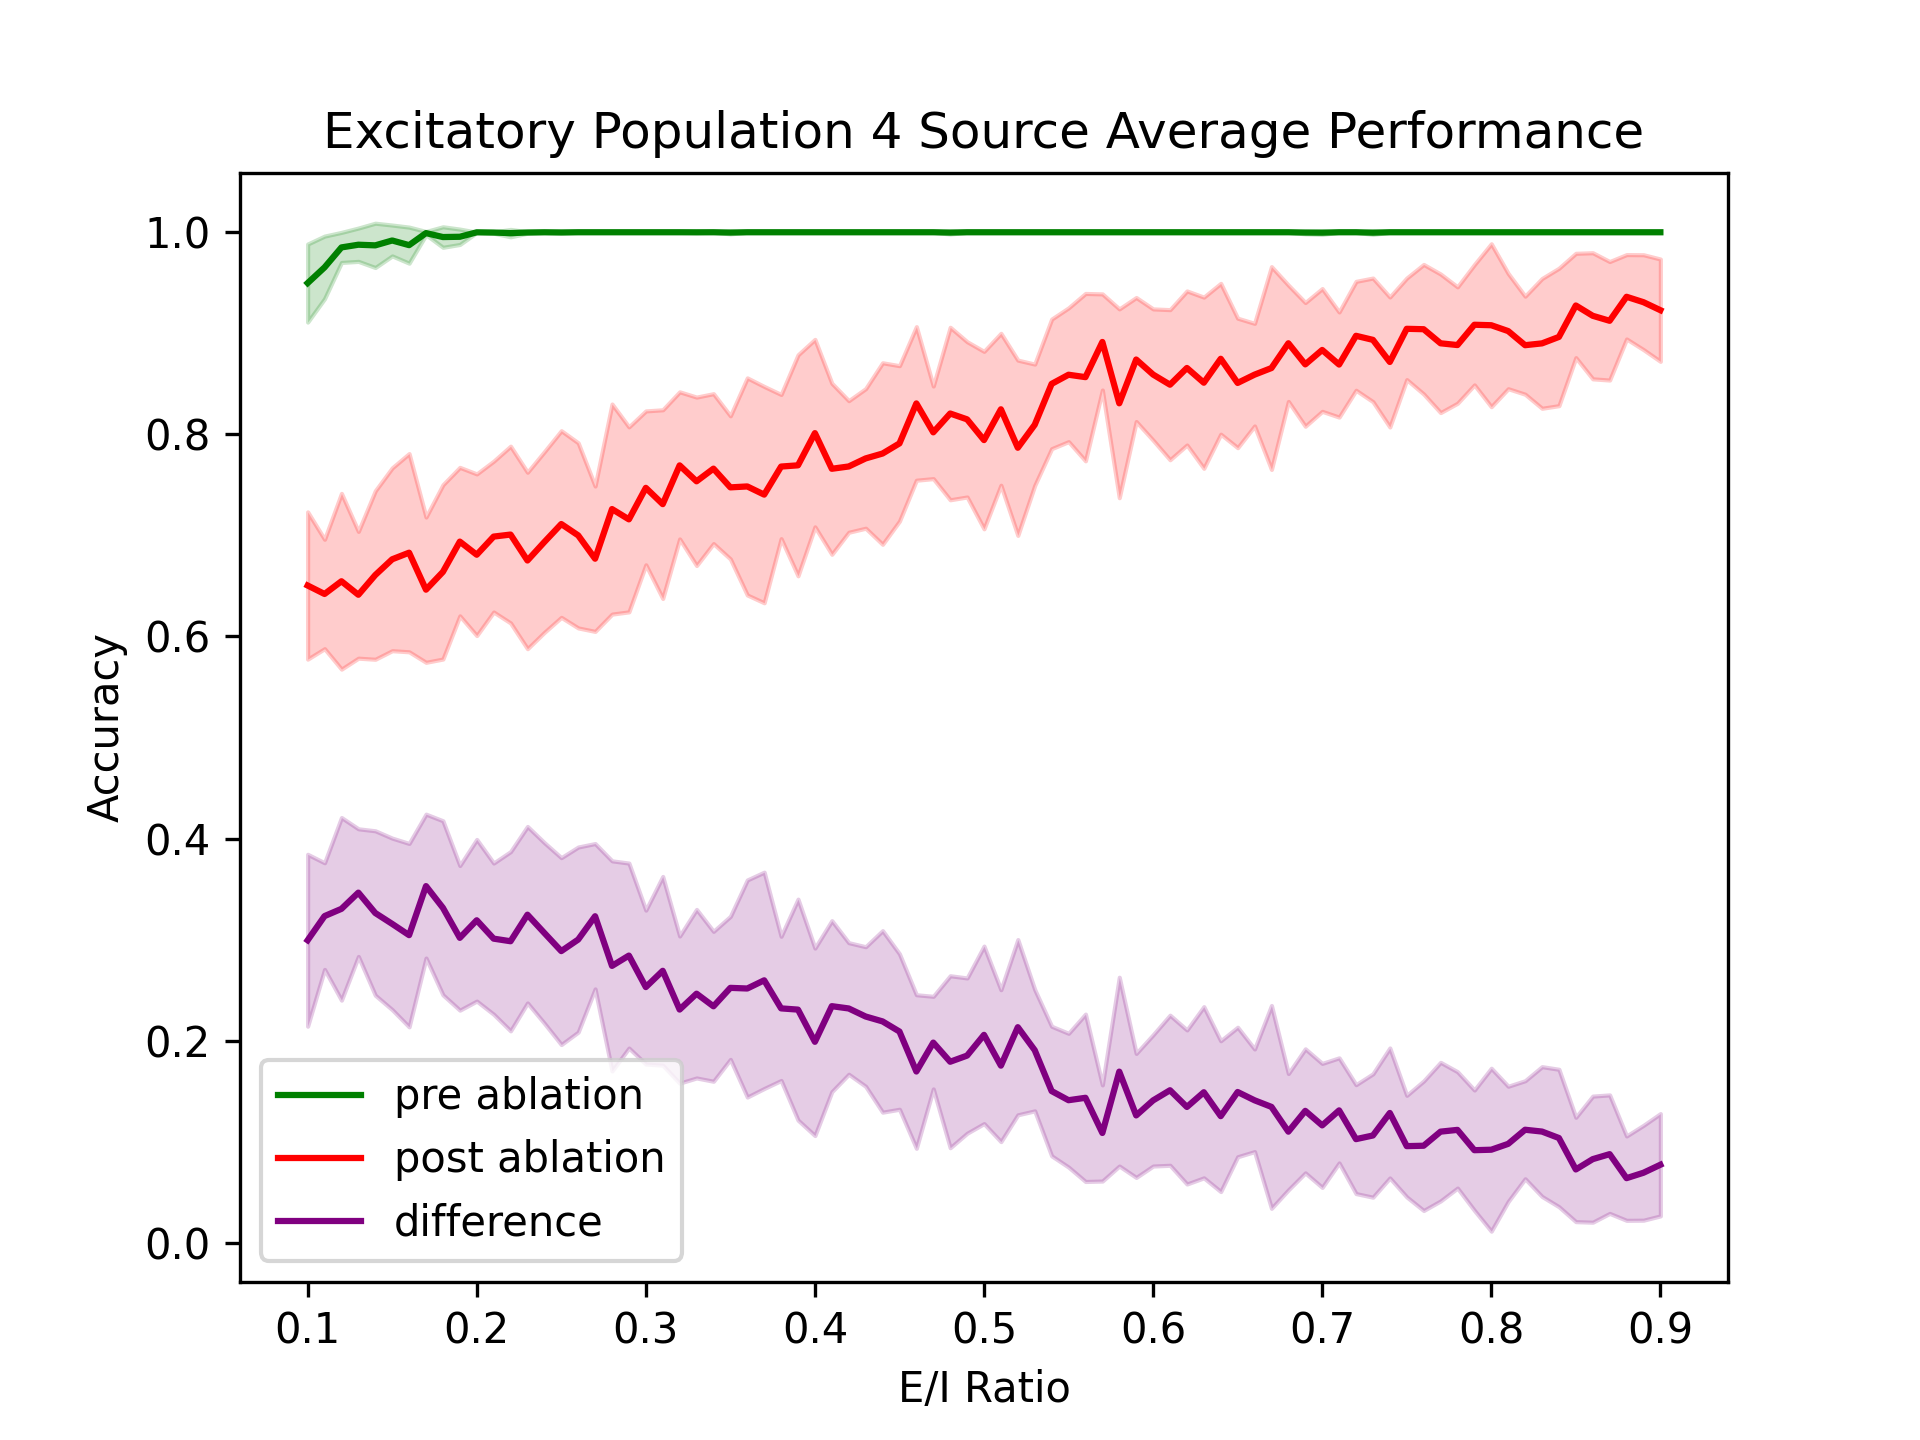 Excitatory Population 4 Source Average Performance
1.0
0.8
0.6
0.4
0.2
0.0
Accuracy
pre ablation
post ablation
difference
0.1 0.2 0.3 0.4 0.5 0.6 0.7 0.8 0.9
E/I Ratio